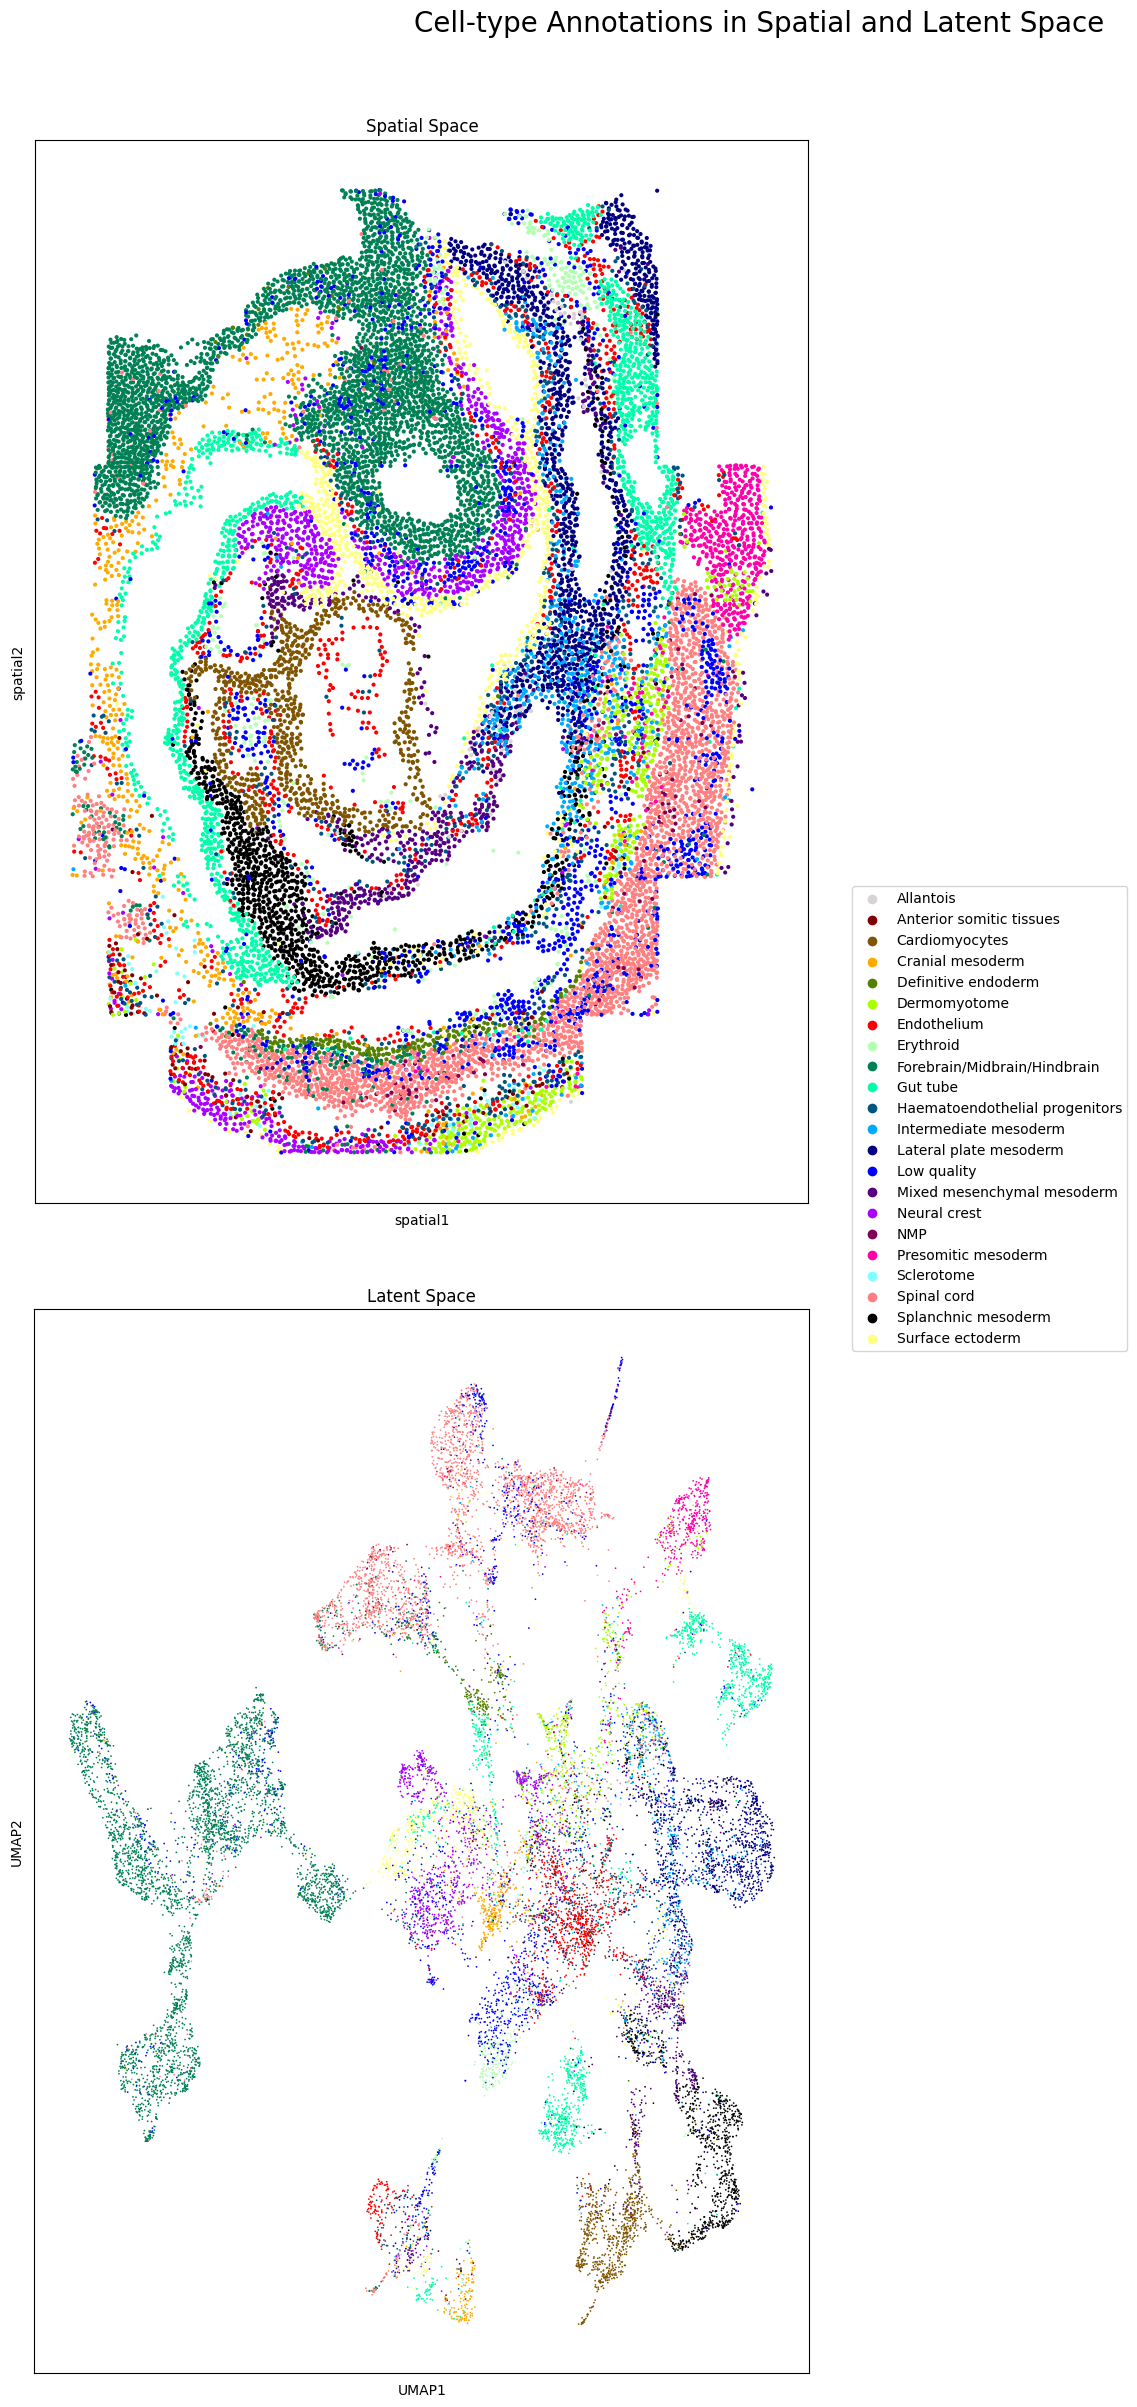 Cell-type Annotations in Spatial and Latent Space
Spatial Space
spatial2
spatial1
Allantois
Anterior somitic tissues
Cardiomyocytes
Cranial mesoderm
Definitive endoderm
Dermomyotome
Endothelium
Erythroid
Forebrain/Midbrain/Hindbrain
Gut tube
Haematoendothelial progenitors
Intermediate mesoderm
Lateral plate mesoderm
Low quality
Mixed mesenchymal mesoderm
Neural crest
NMP
Presomitic mesoderm
Sclerotome
Spinal cord
Splanchnic mesoderm
Surface ectoderm
Latent Space
UMAP2
UMAP1